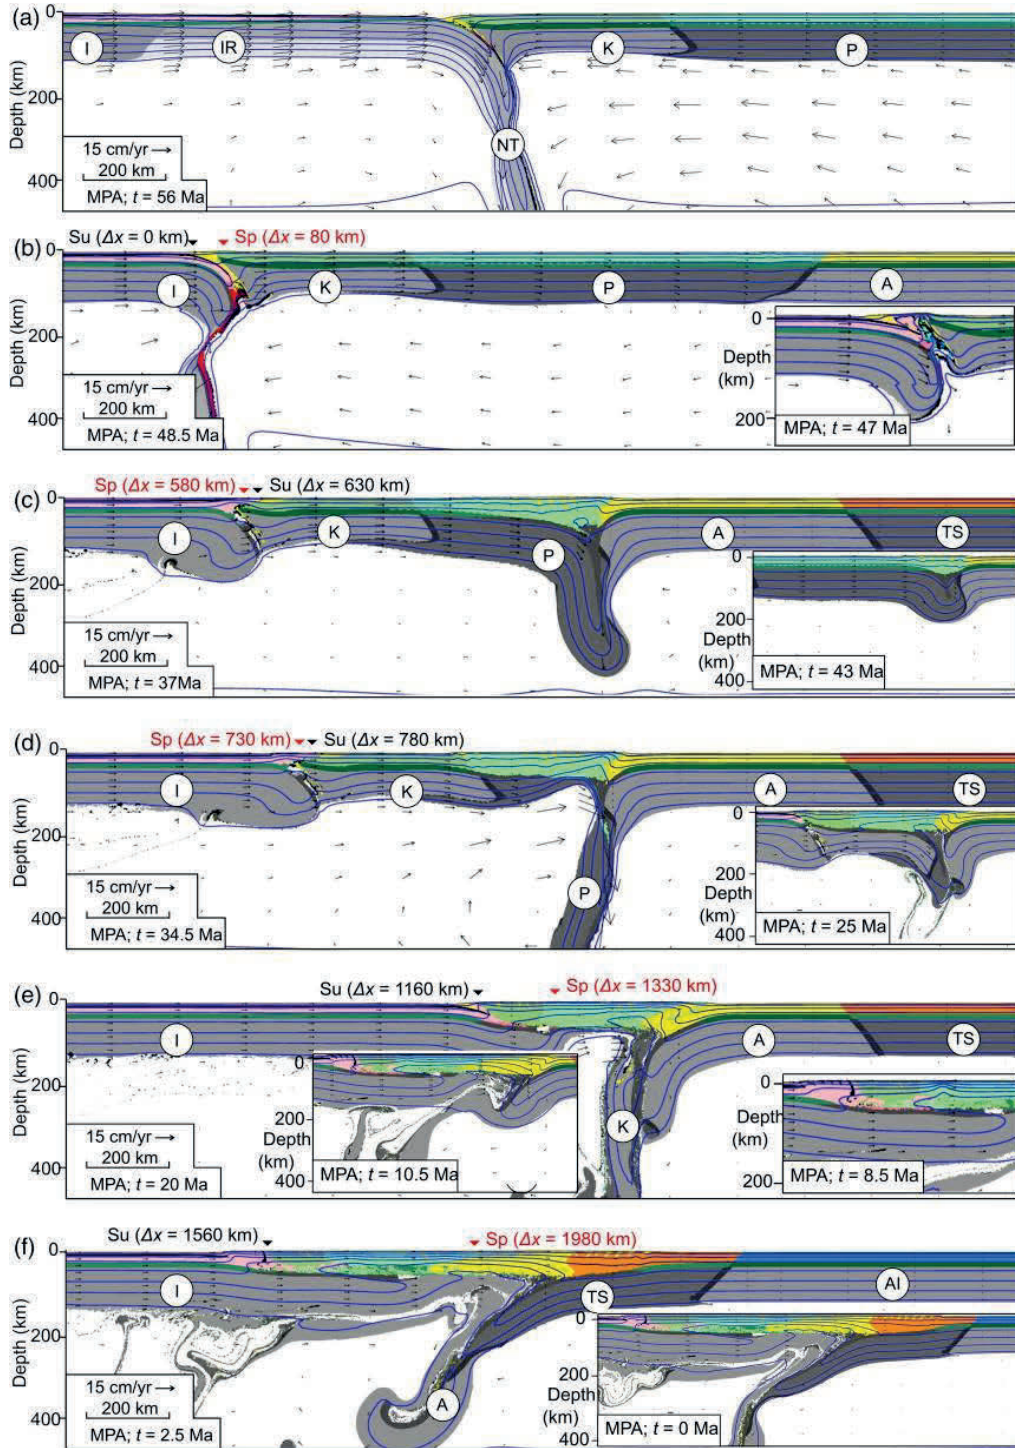 (a)
0
I
IR
K
P
200
NT
15 cm/yr
200 km
400
MPA; t = 56 Ma
Depth (km)
Su (Δx = 0 km) Sp (Δx = 80 km)
(b)
0
I
K
P
A
200
Depth (km)
15 cm/yr
200 km
400
MPA; t = 48.5 Ma
0
Depth
(km)
200
MPA; t = 47 Ma
Sp (Δx = 580 km) Su (Δx = 630 km)
(c)
0
I
K
P
A
TS
200
Depth (km)
15 cm/yr
200 km
400
MPA; t = 37Ma
0
200
Depth
(km)
400
MPA; t = 43 Ma
Sp (Δx = 730 km) Su (Δx = 780 km)
(d)
0
I
K
A
TS
200
Depth (km)
15 cm/yr
200 km
P
400
MPA; t = 34.5 Ma
0
200
Depth
(km)
400
MPA; t = 25 Ma
Su (Δx = 1160 km) Sp (Δx = 1330 km)
(e)
0
I
A
TS
200
Depth (km)
K
15 cm/yr
200 km
400
MPA; t = 20 Ma
0
200
Depth
(km)
400
MPA; t = 10.5 Ma
0
Depth
(km)
200
MPA; t = 8.5 Ma
Su (Δx = 1560 km) Sp (Δx = 1980 km)
(f)
0
I
TS
AI
200
Depth (km)
15 cm/yr
200 km
A
400
MPA; t = 2.5 Ma
0
200
Depth
(km)
400
MPA; t = 0 Ma